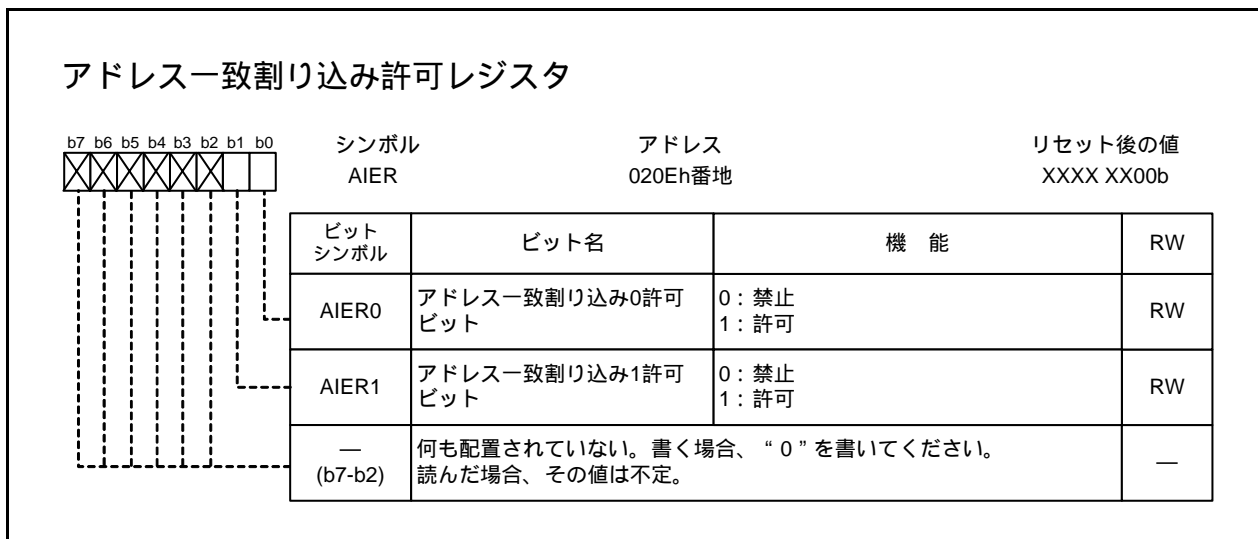 アドレス一致割り込み許可レジスタ
b7 b6 b5 b4 b3 b2 b1 b0
シンボル アドレス リセット後の値
AIER 020Eh番地 XXXX XX00b
ビット
シンボル
ビット名
機 能
RW
AIER0
アドレス一致割り込み0許可
ビット
0：禁止
1：許可
RW
AIER1
アドレス一致割り込み1許可
ビット
0：禁止
1：許可
RW
—
(b7-b2)
何も配置されていない。書く場合、“0”を書いてください。
読んだ場合、その値は不定。
—